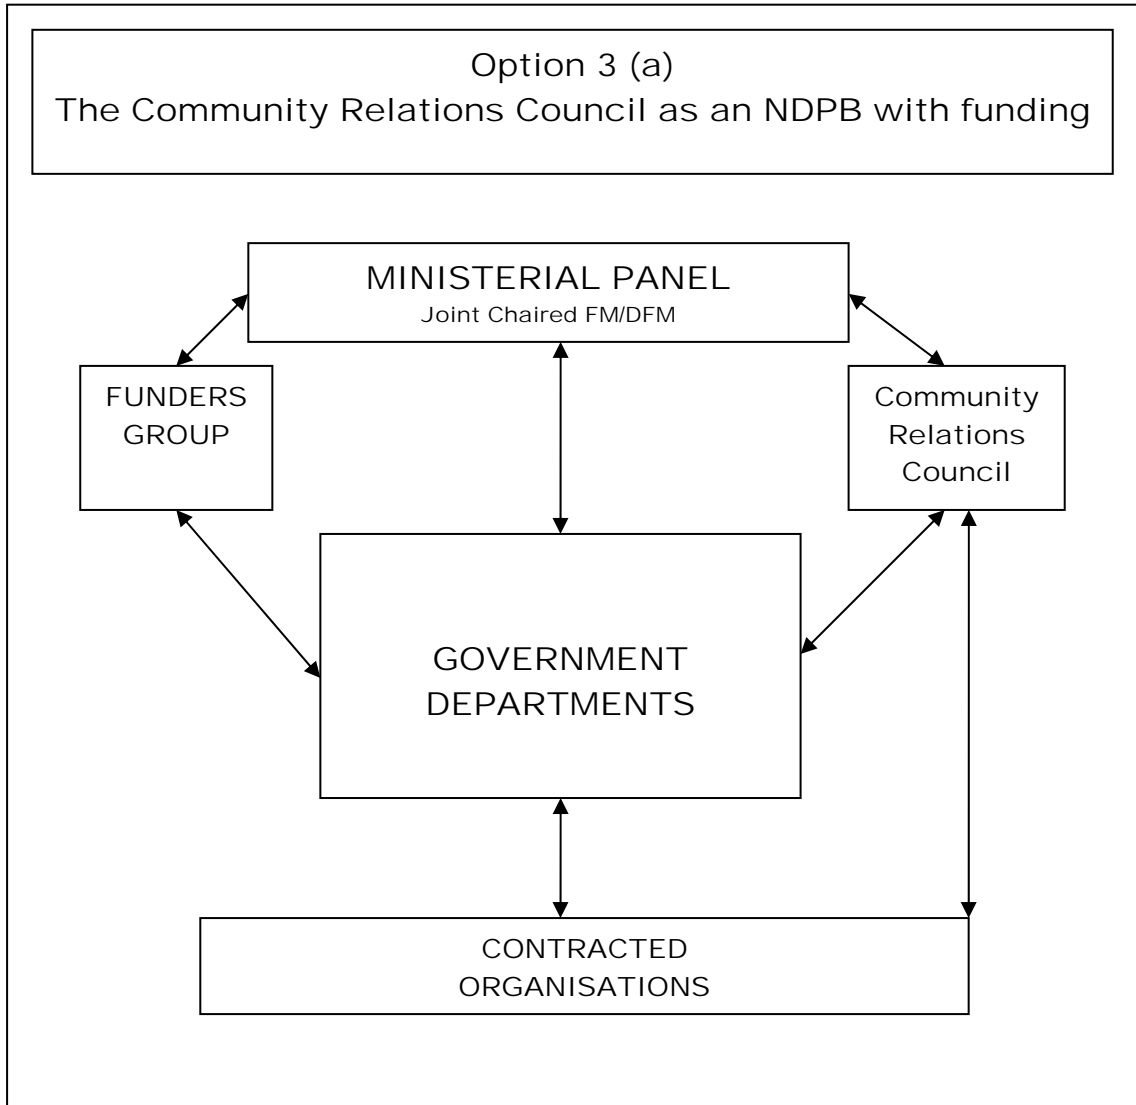 Option 3 (a)
The Community Relations Council as an NDPB with funding
MINISTERIAL PANEL
Joint Chaired FM/DFM
FUNDERS
GROUP
Community
Relations
Council
GOVERNMENT
DEPARTMENTS
CONTRACTED
ORGANISATIONS